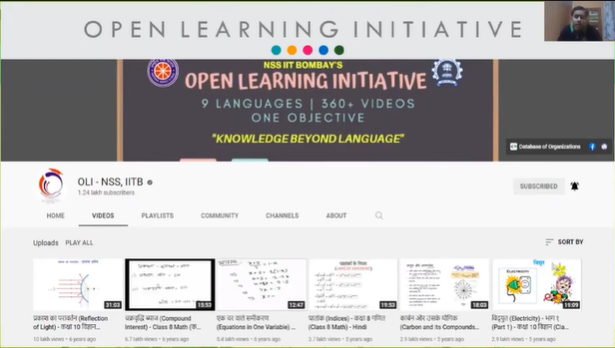 OPEN LEARNING INITIATIVE
NSS IIT BOMBAY'S
OPEN LEARNING INITIATIVE
9 LANGUAGES | 360+ VIDEOS
ONE OBJECTIVE
"KNOWLEDGE BEYOND LANGUAGE"
Database of Organizations
OLI - NSS, IITB
1.24 lakh subscribers
SUBSCRIBED
HOME VIDEOS PLAYLISTS COMMUNITY CHANNELS ABOUT
Uploads PLAY ALL SORT BY
31:03 15:53 12:47 19:53 18:03 19:09
प्रकाश का परावर्तन (Reflection of Light) - कक्षा 10 विज्ञान...
10 lakh views • 6 years ago
चक्रवृद्धि ब्याज (Compound Interest) - Class 8 Math (क...
6.7 lakh views • 6 years ago
एक चर वाले समीकरण (Equations in One Variable) ...
5.4 lakh views • 6 years ago
घातांक (Indices) - कक्षा 8 गणित (Class 8 Math) - Hindi
3.7 lakh views • 5 years ago
कार्बन और उसके यौगिक (Carbon and its Compounds...
2.9 lakh views • 5 years ago
(Electricity) - भाग १ (Part 1) - कक्षा 10 विज्ञान (Cla...
2.9 lakh views • 5 years ago